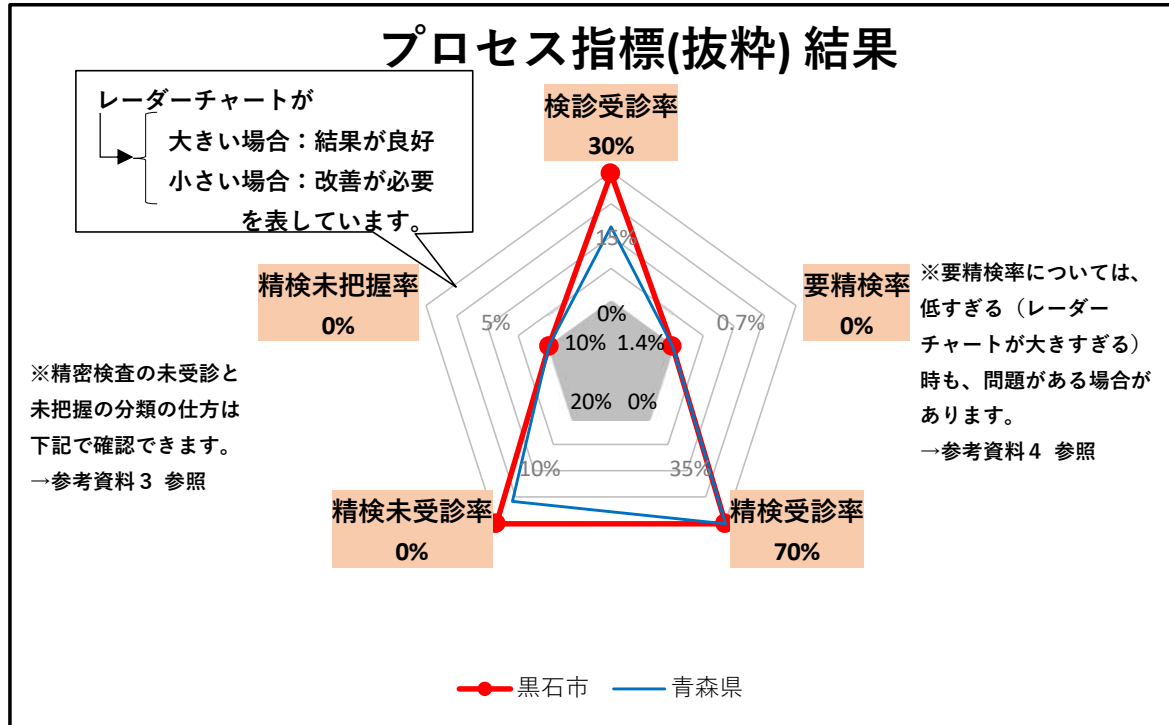 プロセス指標(抜粋) 結果
レーダーチャートが
大きい場合：結果が良好
小さい場合：改善が必要
を表しています。
検診受診率
30%
15%
0%
精検未把握率
0%
5%
10%
要精検率
0%
0.7%
1.4%
※要精検率については、
低すぎる（レーダー
チャートが大きすぎる）
時も、問題がある場合が
あります。
→参考資料４ 参照
※精密検査の未受診と
未把握の分類の仕方は
下記で確認できます。
→参考資料３ 参照
20%
0%
10%
35%
精検未受診率
0%
精検受診率
70%
黒石市
青森県